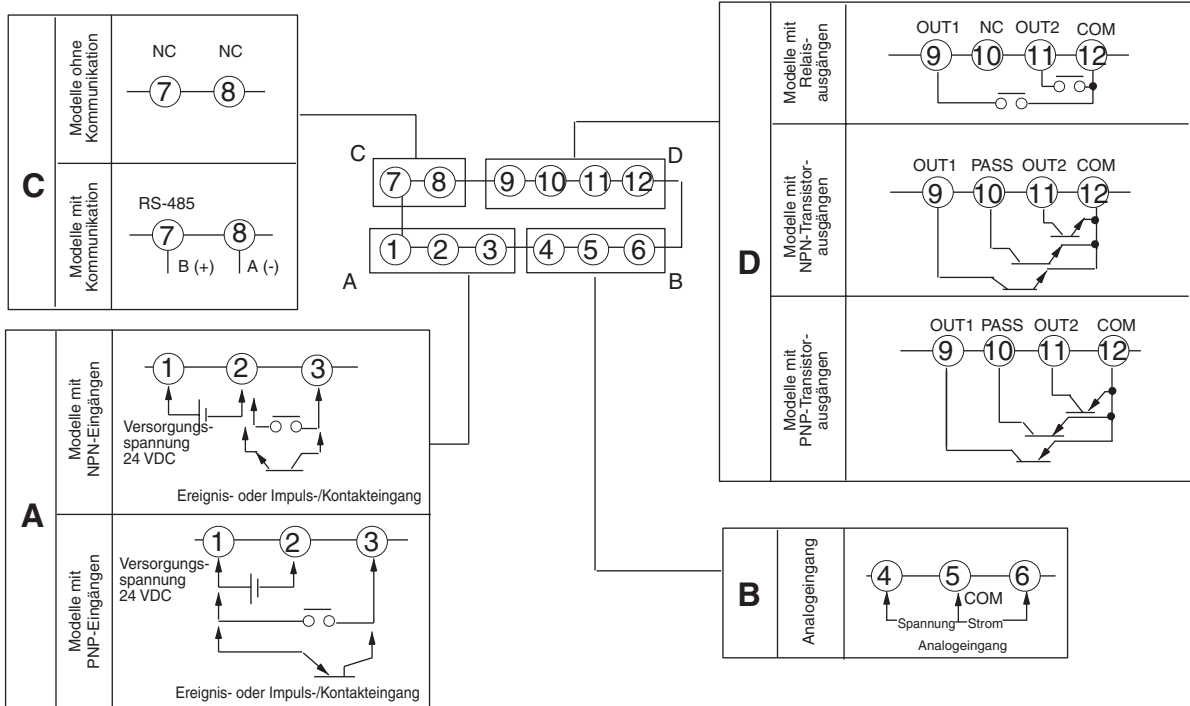 C
Modelle ohne
Kommunikation
NC NC
7 8
Modelle mit
Kommunikation
RS-485
7 8
B (+) A (-)
C D
7 8 9 10 11 12
1 2 3 4 5 6
A B
A
Modelle mit
NPN-Eingängen
1 2 3
Versorgungs-
spannung
24 VDC
Ereignis- oder Impuls-/Kontakteingang
Modelle mit
PNP-Eingängen
1 2 3
Versorgungs-
spannung
24 VDC
Ereignis- oder Impuls-/Kontakteingang
D
Modelle mit
Relais-
ausgängen
OUT1 NC OUT2 COM
9 10 11 12
Modelle mit
NPN-Transistor-
ausgängen
OUT1 PASS OUT2 COM
9 10 11 12
Modelle mit
PNP-Transistor-
ausgängen
OUT1 PASS OUT2 COM
9 10 11 12
B
Analogeingang
4 5 6
COM
Spannung Strom
Analogeingang